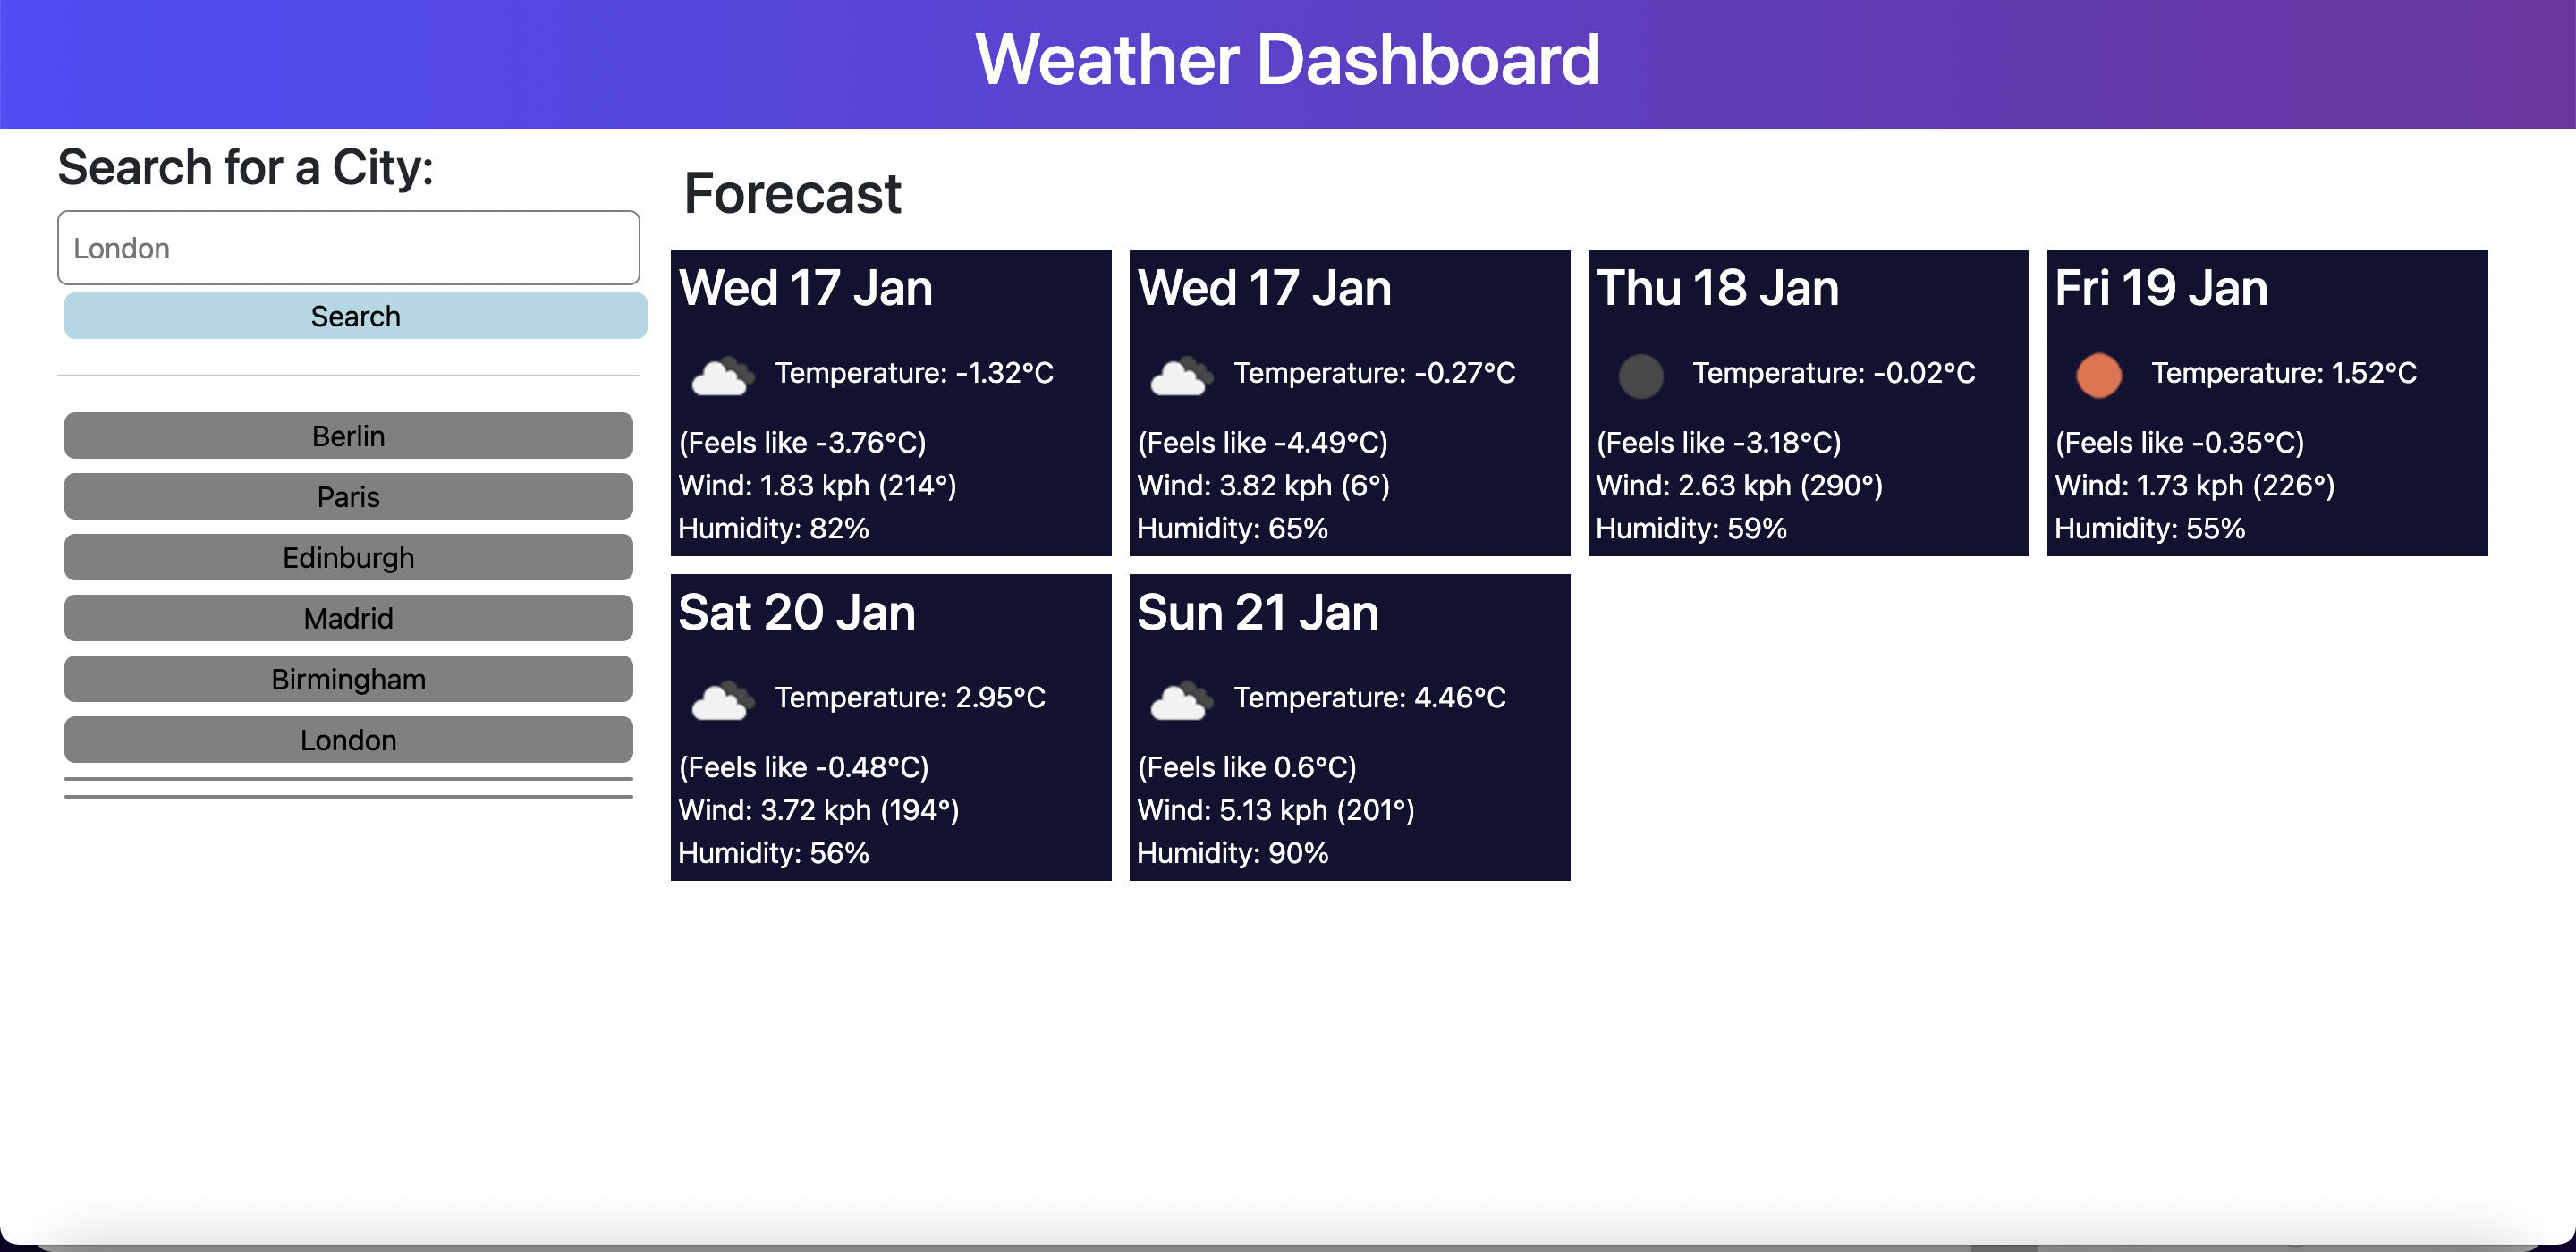 Weather Dashboard
Search for a City:
London
Search
Berlin
Paris
Edinburgh
Madrid
Birmingham
London
Forecast
Wed 17 Jan
Temperature: -1.32°C
(Feels like -3.76°C)
Wind: 1.83 kph (214°)
Humidity: 82%
Wed 17 Jan
Temperature: -0.27°C
(Feels like -4.49°C)
Wind: 3.82 kph (6°)
Humidity: 65%
Thu 18 Jan
Temperature: -0.02°C
(Feels like -3.18°C)
Wind: 2.63 kph (290°)
Humidity: 59%
Fri 19 Jan
Temperature: 1.52°C
(Feels like -0.35°C)
Wind: 1.73 kph (226°)
Humidity: 55%
Sat 20 Jan
Temperature: 2.95°C
(Feels like -0.48°C)
Wind: 3.72 kph (194°)
Humidity: 56%
Sun 21 Jan
Temperature: 4.46°C
(Feels like 0.6°C)
Wind: 5.13 kph (201°)
Humidity: 90%